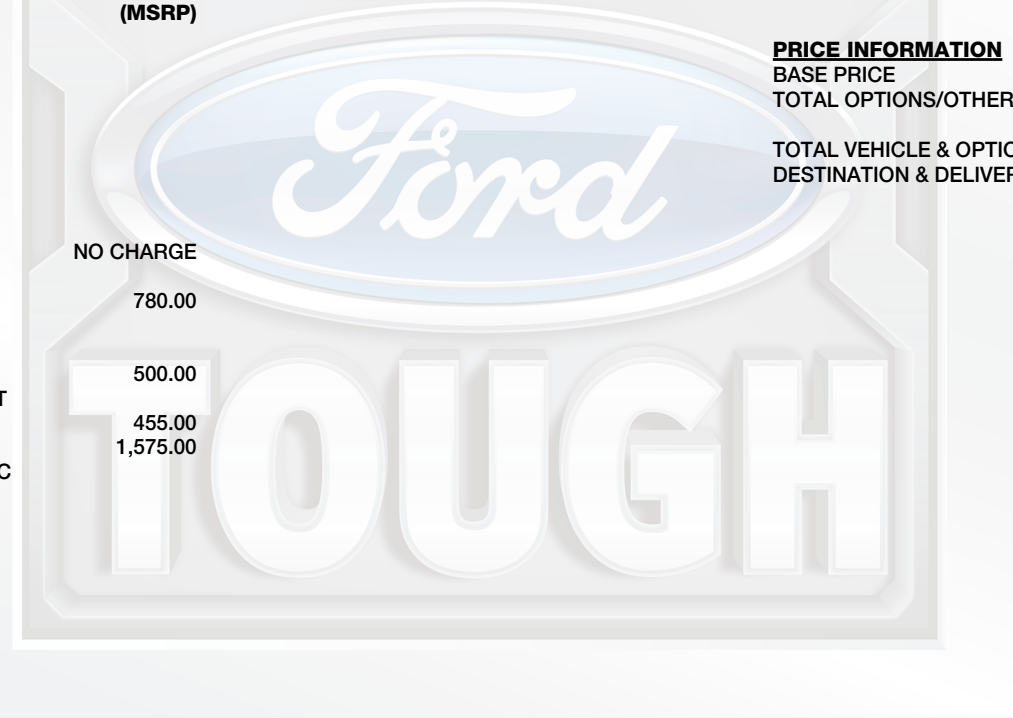 (MSRP)
NO CHARGE
780.00
500.00
T
455.00
1,575.00
C
PRICE INFORMATION
BASE PRICE
TOTAL OPTIONS/OTHER
TOTAL VEHICLE & OPTIO
DESTINATION & DELIVER
Ford
TOUGH